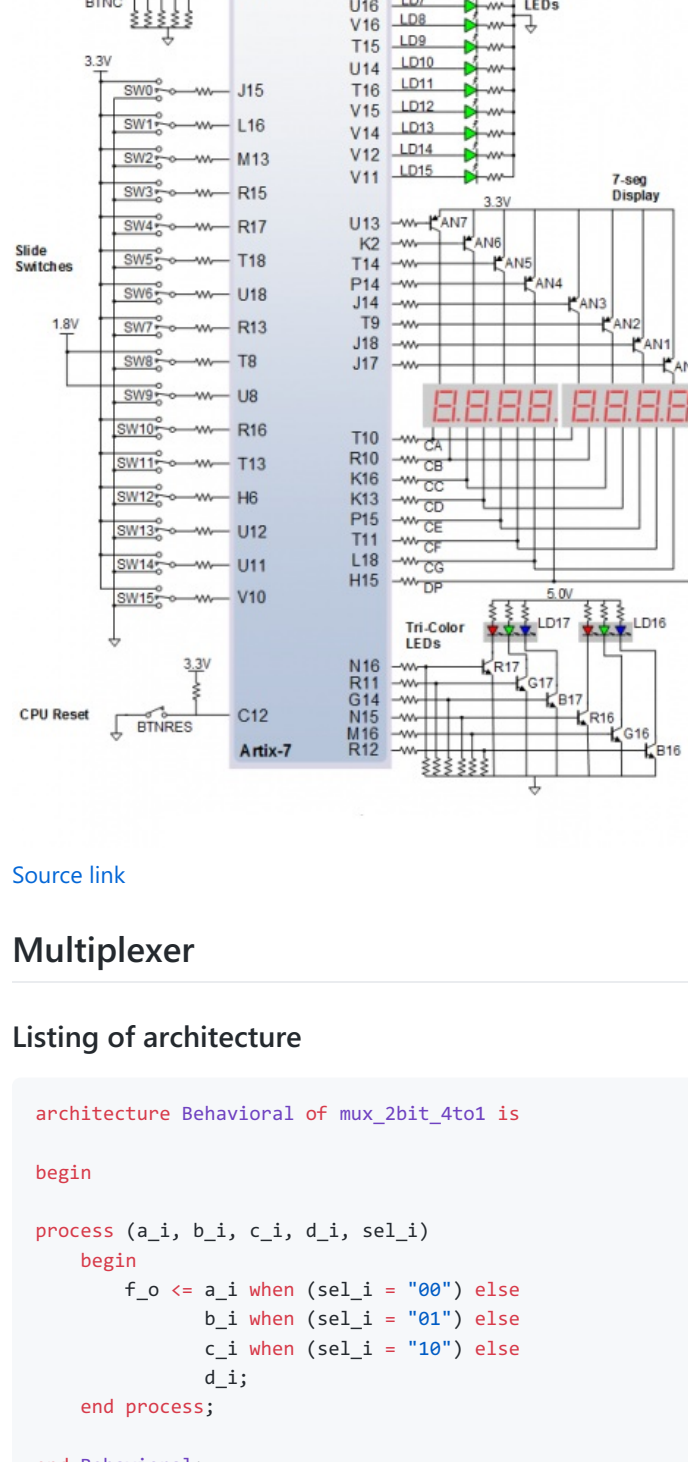 BTNC
U16 LD7 LEDs
V16 LD8
T15 LD9
3.3V
U14 LD10
SW0 J15 T16 LD11
V15 LD12
SW1 L16 V14 LD13
SW2 M13 V12 LD14
V11 LD15
SW3 R15
7-seg
Display
3.3V
SW4 R17 U13 AN7
K2 AN6
Slide
Switches
SW5 T18 T14 AN5
P14 AN4
SW6 U18 J14 AN3
1.8V
SW7 R13 T9 AN2
J18 AN1
SW8 T8 J17 AN
SW9 U8
SW10 R16 T10 CA
SW11 T13 R10 CB
K16 CC
SW12 H6 K13 CD
SW13 U12 P15 CE
T11 CF
SW14 U11 L18 CG
H15 DP
SW15 V10
5.0V
Tri-Color
LEDs
LD17 LD16
3.3V
N16 R17
R11 G17
G14 B17
CPU Reset BTNRES C12 N15 R16
M16 G16
Artix-7 R12 B16
Source link
Multiplexer
Listing of architecture
architecture Behavioral of mux_2bit_4to1 is
begin
process (a_i, b_i, c_i, d_i, sel_i)
begin
f_o <= a_i when (sel_i = "00") else
b_i when (sel_i = "01") else
c_i when (sel_i = "10") else
d_i;
end process;
end Behavioral;